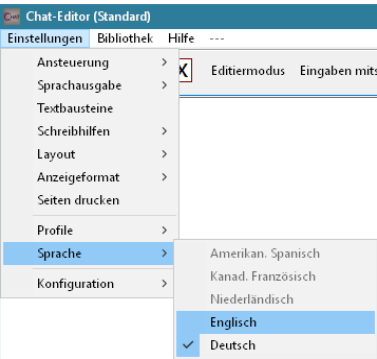 Chat-Editor (Standard)
Einstellungen Bibliothek Hilfe ---
Ansteuerung
X Editiermodus Eingaben mits
Sprachausgabe
Textbausteine
Schreibhilfen
Layout
Anzeigeformat
Seiten drucken
Profile
Sprache
Konfiguration
Amerikan. Spanisch
Kanad. Französisch
Niederländisch
Englisch
Deutsch